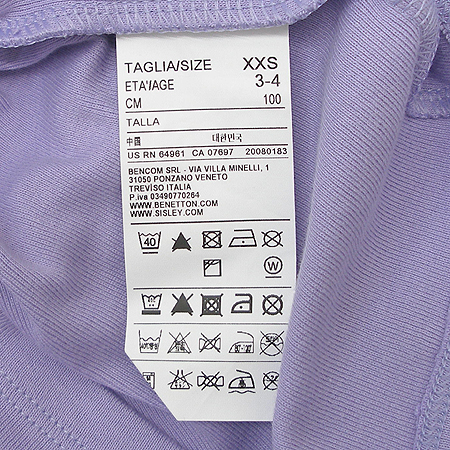 TAGLIA/SIZE XXS
ETA'/AGE 3-4
CM 100
TALLA
中国 대한민국
US RN 64961 CA 07697 20080183
BENCOM SRL - VIA VILLA MINELLI, 1
31050 PONZANO VENETO
TREVISO ITALIA
P.iva 03490770264
WWW.BENETTON.COM
WWW.SISLEY.COM
40
W